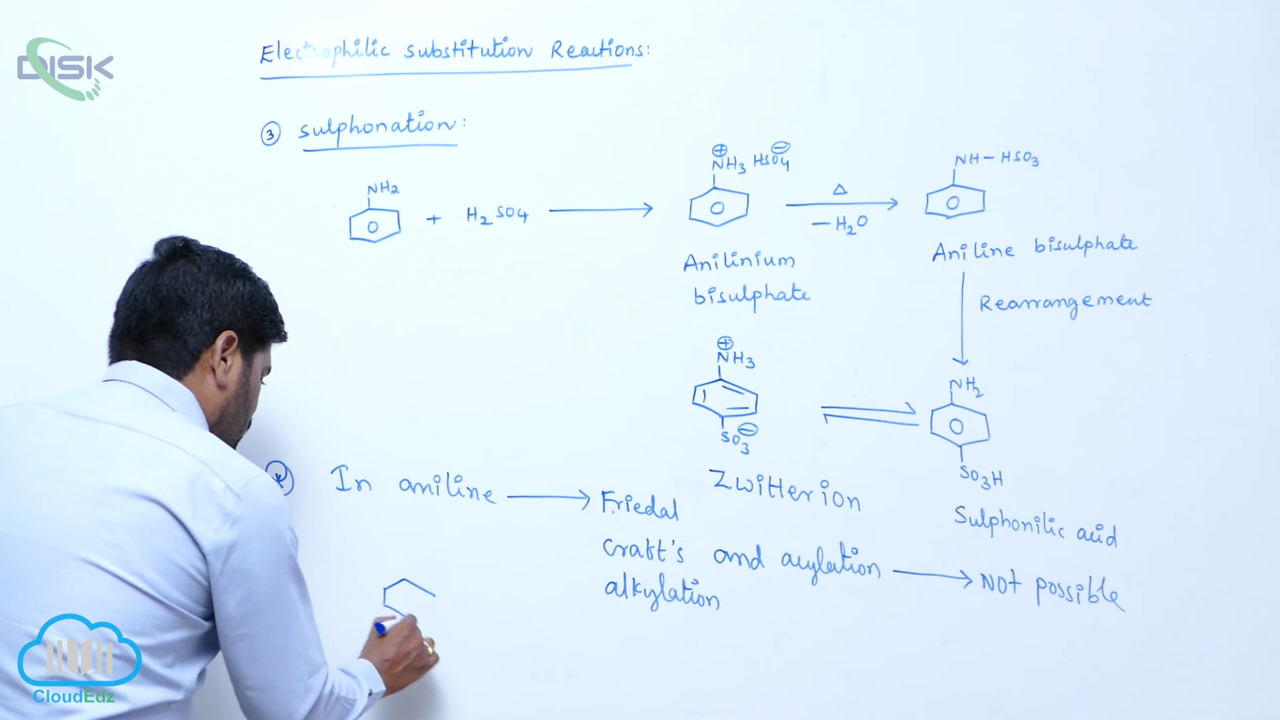 DISK
Electrophilic substitution Reactions:
③ sulphonation:
NH2
+ H2SO4
⊕
NH3 HSO4⊖
Δ
−H2O
NH−HSO3
Anilinium
bisulphate
Aniline bisulphate
Rearrangement
⊕
NH3
SO3⊖
Zwitterion
NH2
SO3H
Sulphonilic acid
In aniline
Friedal
craft's and acylation
alkylation
Not possible
CloudEdz